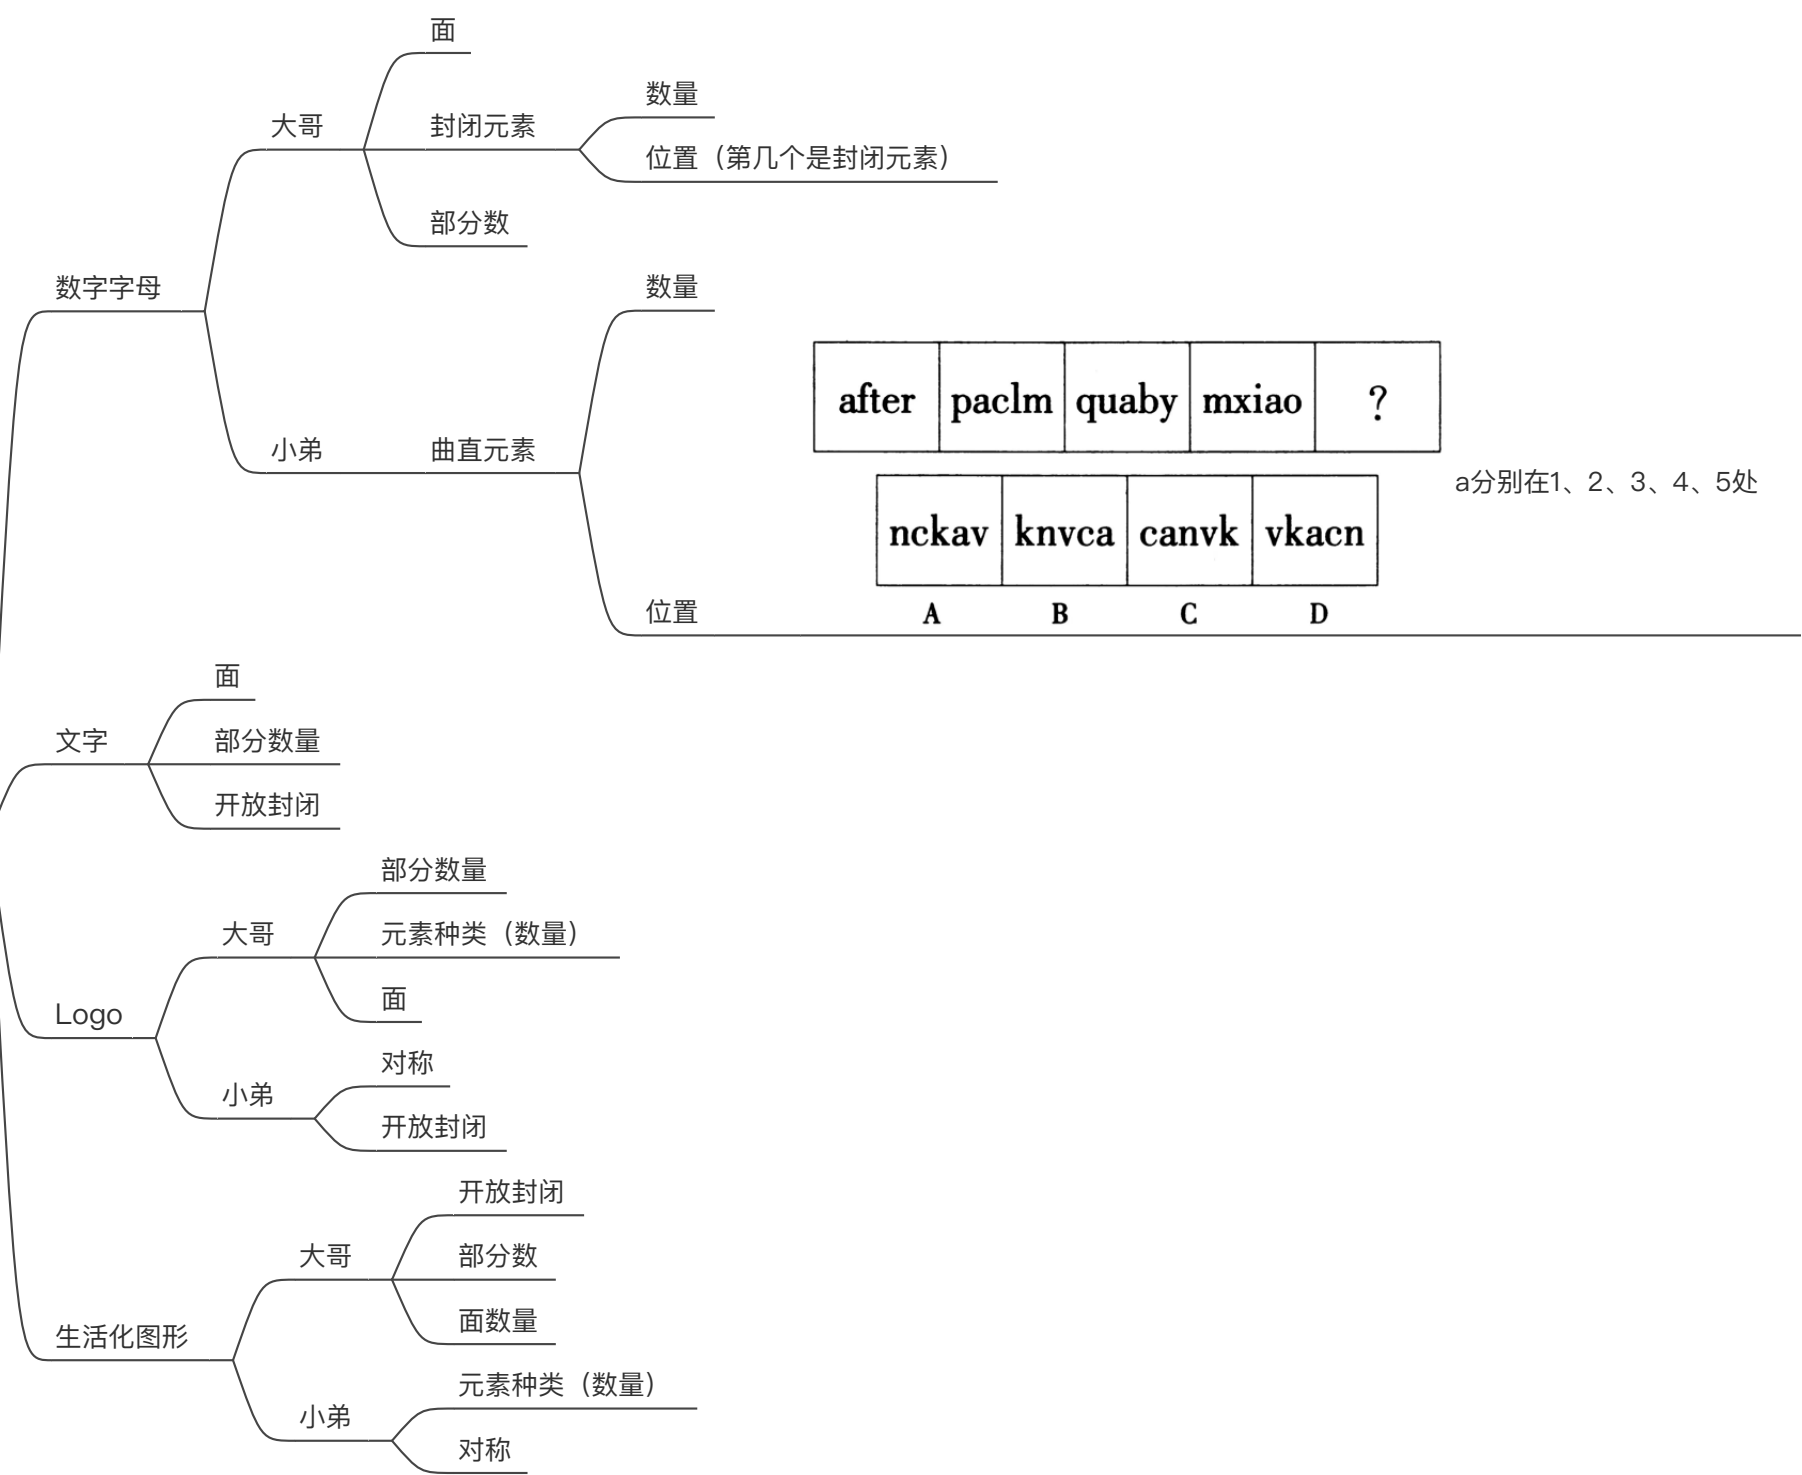 面
大哥
封闭元素
数量
位置（第几个是封闭元素）
部分数
数字字母
小弟
曲直元素
数量
after paclm quaby mxiao ?
nckav knvca canvk vkacn
A B C D
a分别在1、2、3、4、5处
位置
文字
面
部分数量
开放封闭
Logo
大哥
部分数量
元素种类（数量）
面
小弟
对称
开放封闭
生活化图形
大哥
开放封闭
部分数
面数量
小弟
元素种类（数量）
对称